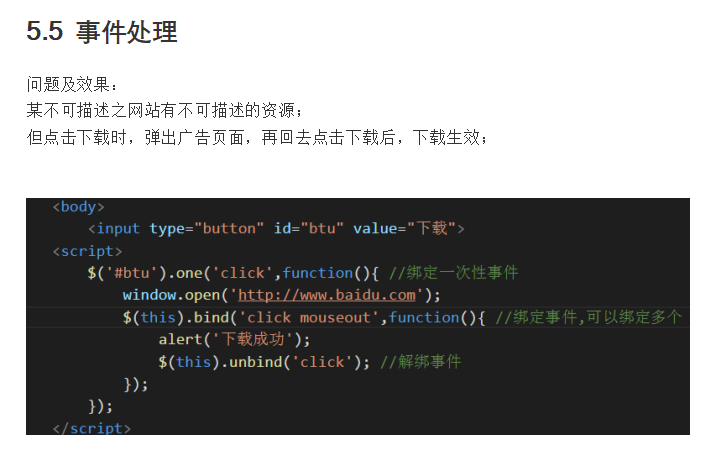 5.5 事件处理
问题及效果：
某不可描述之网站有不可描述的资源；
但点击下载时，弹出广告页面，再回去点击下载后，下载生效；
<body>
<input type="button" id="btu" value="下载">
<script>
$('#btu').one('click',function(){ //绑定一次性事件
window.open('http://www.baidu.com');
$(this).bind('click mouseout',function(){ //绑定事件,可以绑定多个
alert('下载成功');
$(this).unbind('click'); //解绑事件
});
});
</script>